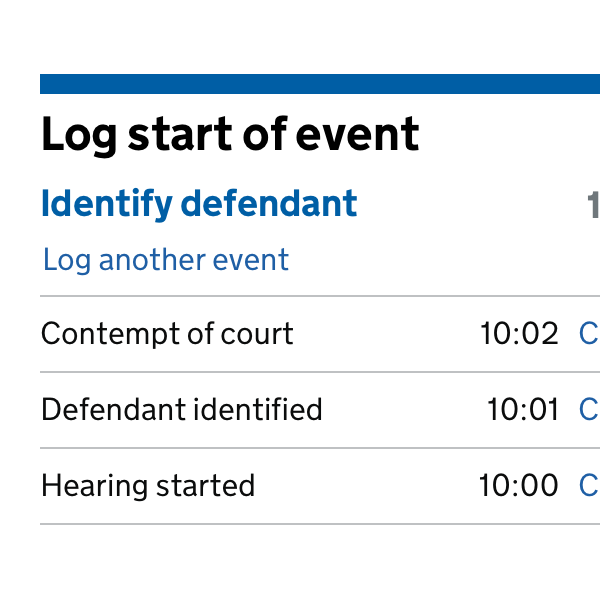 Log start of event
Identify defendant 1
Log another event
Contempt of court 10:02 C
Defendant identified 10:01 C
Hearing started 10:00 C